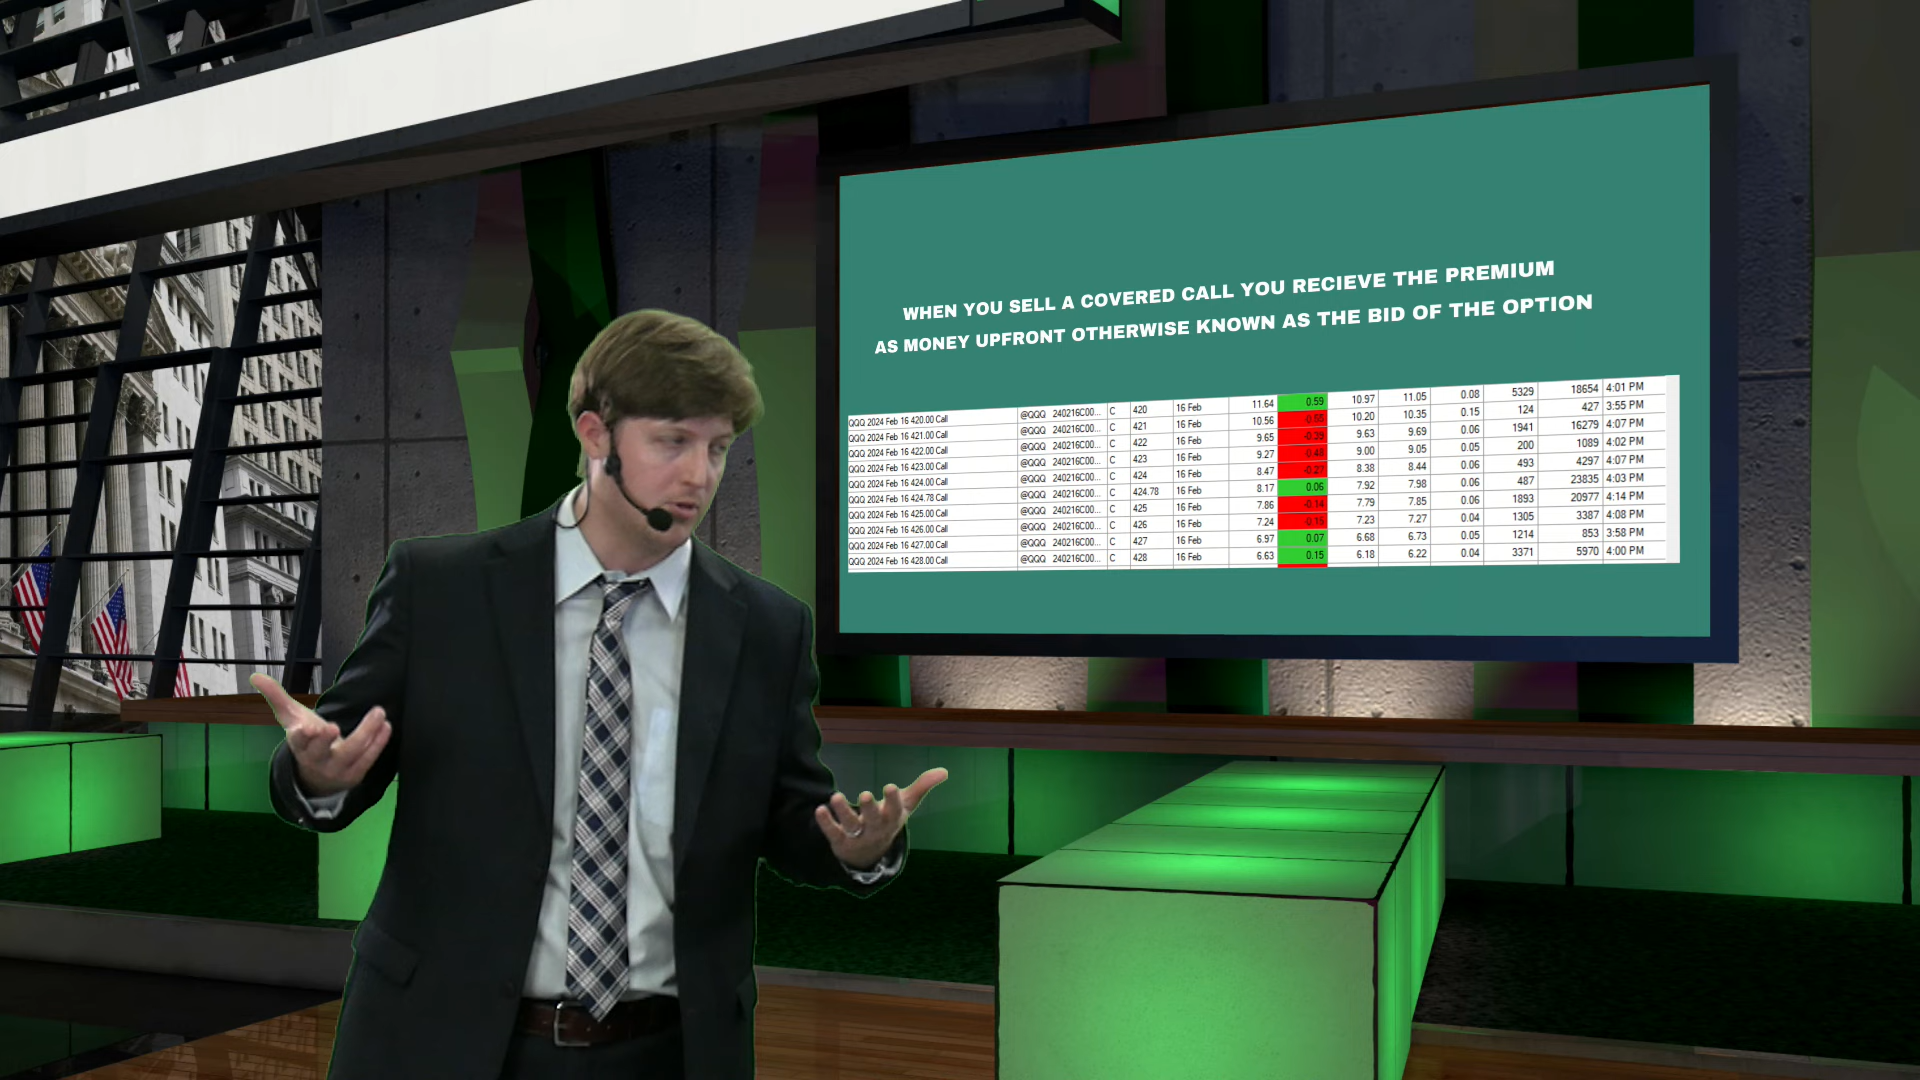 WHEN YOU SELL A COVERED CALL YOU RECIEVE THE PREMIUM
AS MONEY UPFRONT OTHERWISE KNOWN AS THE BID OF THE OPTION
QQQ 2024 Feb 16 420.00 Call @QQQ 240216C00... C 420 16 Feb 11.64 0.59 10.97 11.05 0.08 5329 18654 4:01 PM
QQQ 2024 Feb 16 421.00 Call @QQQ 240216C00... C 421 16 Feb 10.56 10.20 10.35 0.15 124 427 3:55 PM
QQQ 2024 Feb 16 422.00 Call @QQQ 240216C00... C 422 16 Feb 9.65 -0.39 9.63 9.69 0.06 1941 16279 4:07 PM
QQQ 2024 Feb 16 423.00 Call @QQQ 240216C00... C 423 16 Feb 9.27 -0.48 9.00 9.05 0.05 200 1089 4:02 PM
QQQ 2024 Feb 16 424.00 Call @QQQ 240216C00... C 424 16 Feb 8.47 -0.27 8.38 8.44 0.06 493 4297 4:07 PM
QQQ 2024 Feb 16 424.78 Call @QQQ 240216C00... C 424.78 16 Feb 8.17 0.06 7.92 7.98 0.06 487 23835 4:03 PM
QQQ 2024 Feb 16 425.00 Call @QQQ 240216C00... C 425 16 Feb 7.86 -0.14 7.79 7.85 0.06 1893 20977 4:14 PM
QQQ 2024 Feb 16 426.00 Call @QQQ 240216C00... C 426 16 Feb 7.24 -0.15 7.23 7.27 0.04 1305 3387 4:08 PM
QQQ 2024 Feb 16 427.00 Call @QQQ 240216C00... C 427 16 Feb 6.97 0.07 6.68 6.73 0.05 1214 853 3:58 PM
QQQ 2024 Feb 16 428.00 Call @QQQ 240216C00... C 428 16 Feb 6.63 0.15 6.18 6.22 0.04 3371 5970 4:00 PM